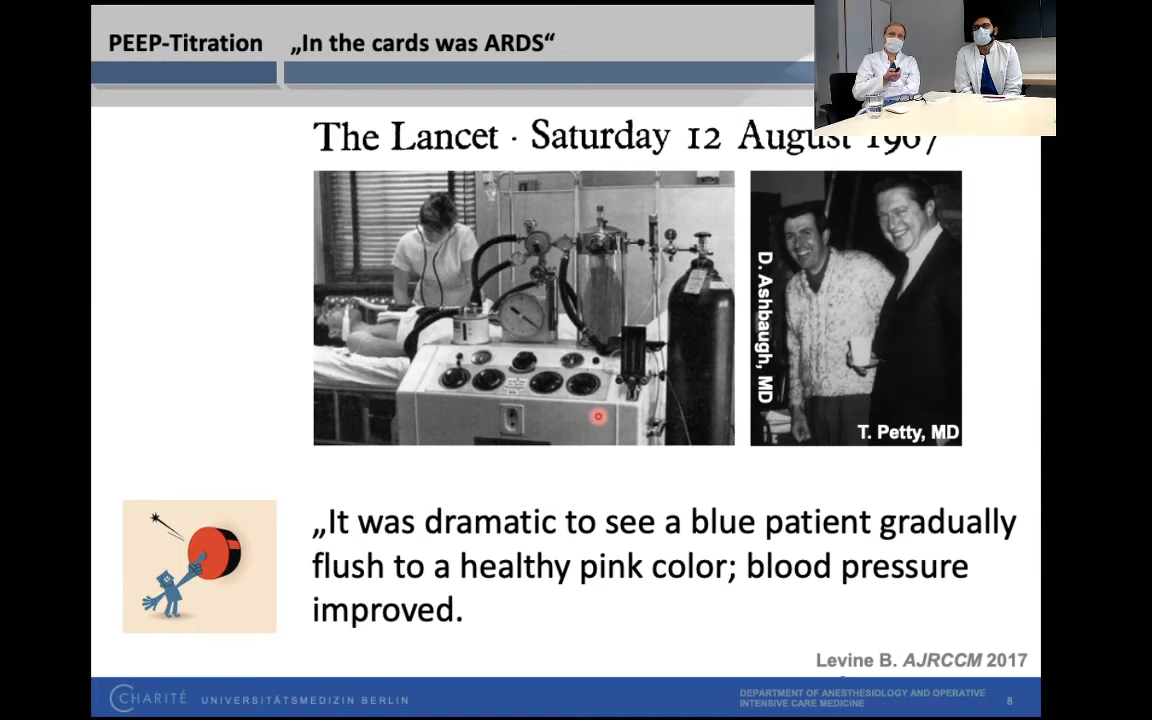 PEEP-Titration „In the cards was ARDS“
The Lancet · Saturday 12 August 1967
D. Ashbaugh, MD
T. Petty, MD
„It was dramatic to see a blue patient gradually
flush to a healthy pink color; blood pressure
improved.
Levine B. AJRCCM 2017
CHARITÉ UNIVERSITÄTSMEDIZIN BERLIN
DEPARTMENT OF ANESTHESIOLOGY AND OPERATIVE
INTENSIVE CARE MEDICINE
8